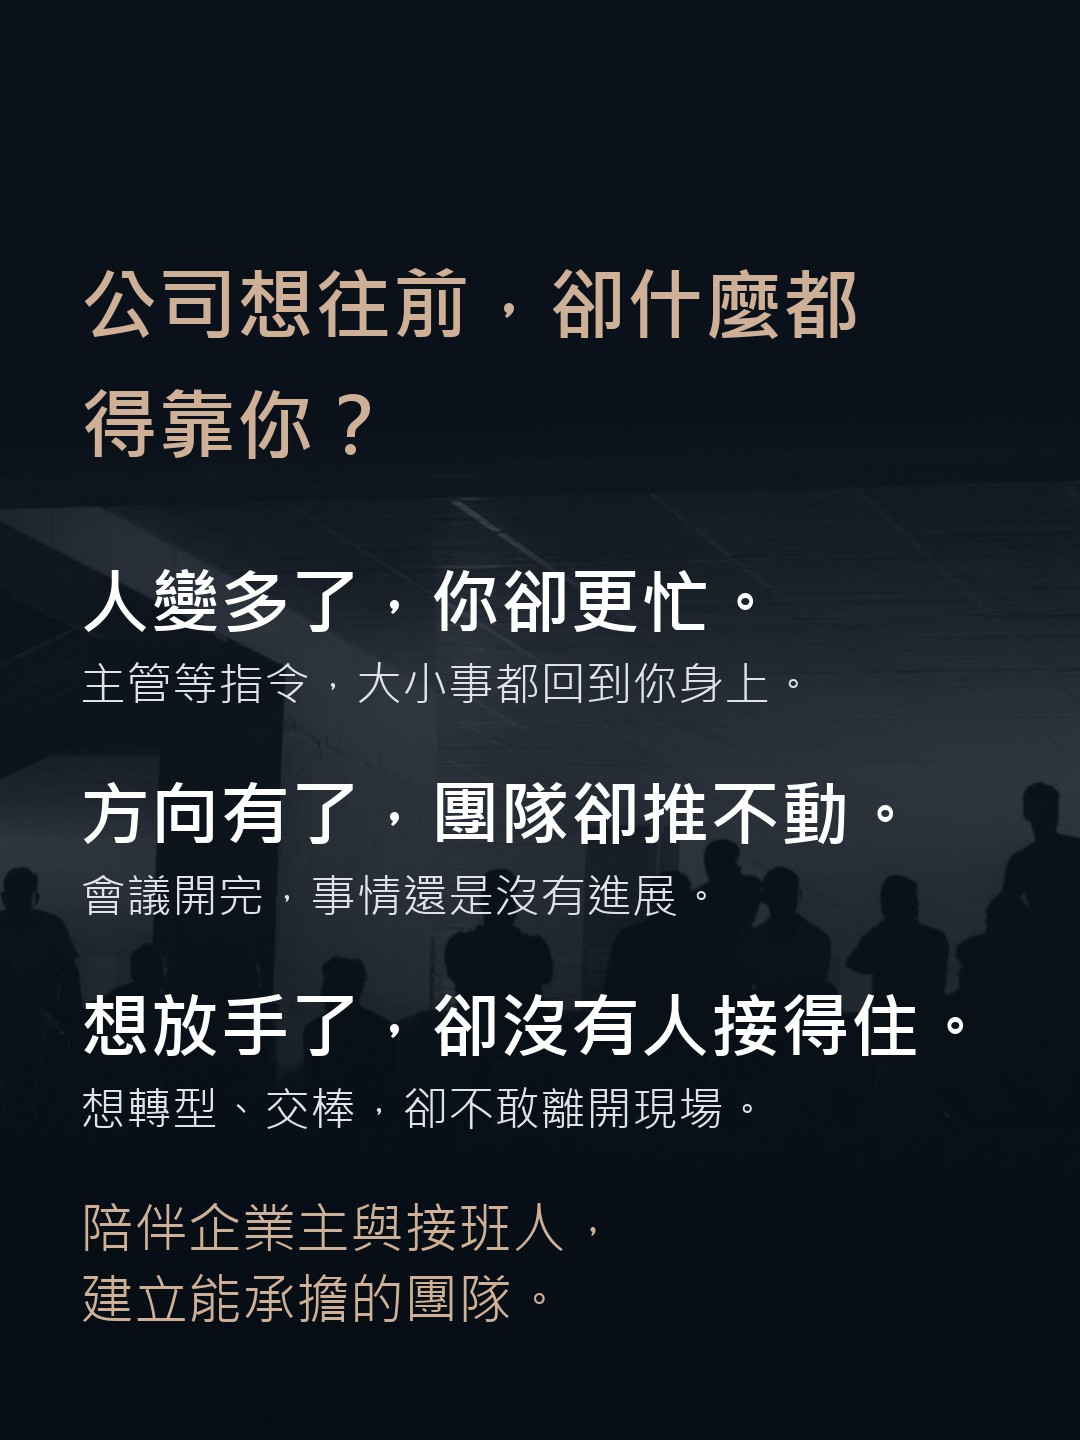 公司想往前，卻什麼都
得靠你？
人變多了，你卻更忙。
主管等指令，大小事都回到你身上。
方向有了，團隊卻推不動。
會議開完，事情還是沒有進展。
想放手了，卻沒有人接得住。
想轉型、交棒，卻不敢離開現場。
陪伴企業主與接班人，
建立能承擔的團隊。